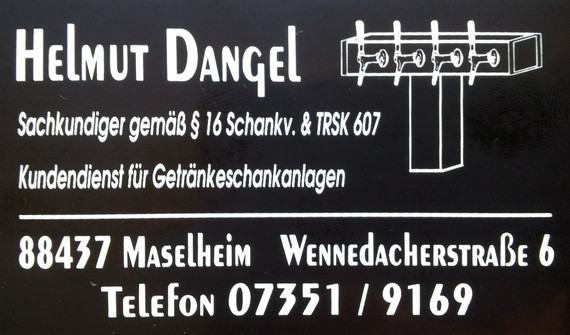 Helmut Dangel
Sachkundiger gemäß § 16 Schankv. & TRSK 607
Kundendienst für Getränkeschankanlagen
88437 Maselheim Wennedacherstraße 6
Telefon 07351 / 9169